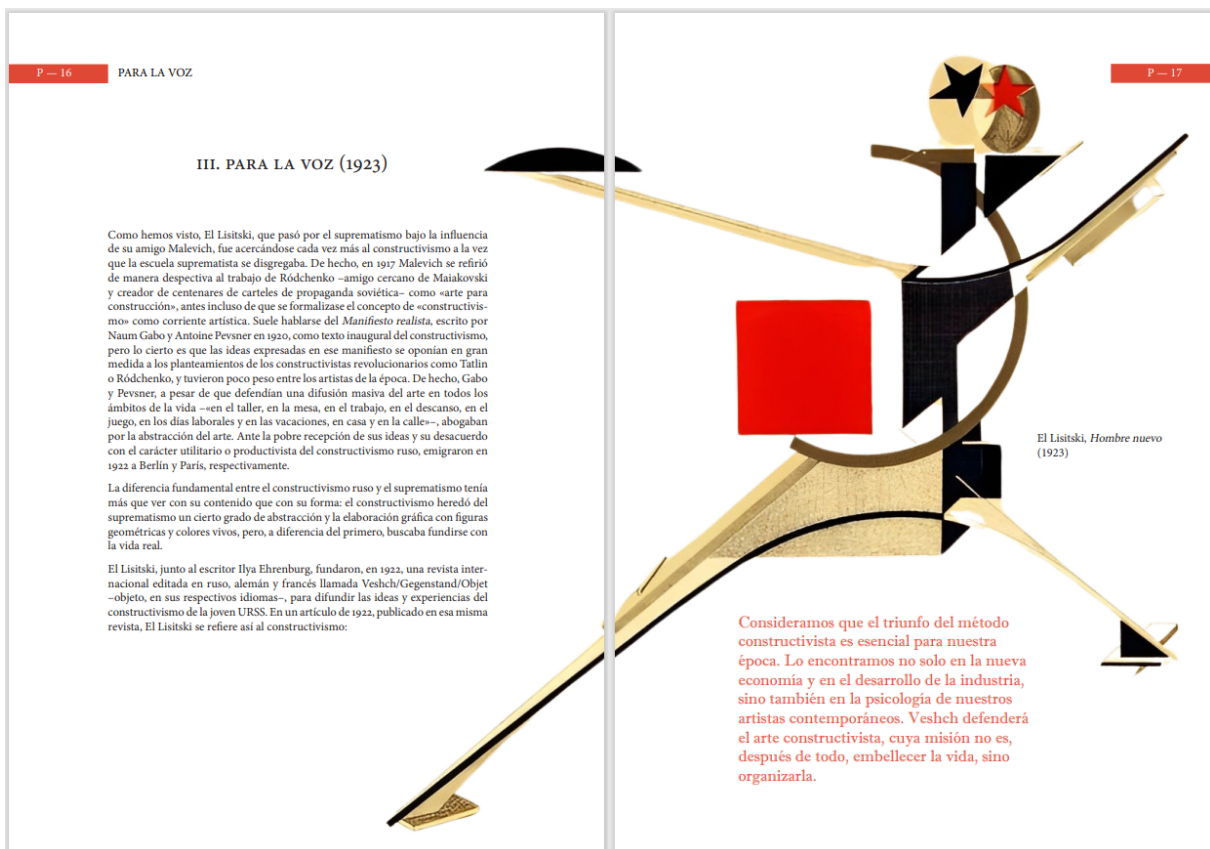 P — 16
PARA LA VOZ
III. PARA LA VOZ (1923)
Como hemos visto, El Lisitski, que pasó por el suprematismo bajo la influencia
de su amigo Malevich, fue acercándose cada vez más al constructivismo a la vez
que la escuela suprematista se disgregaba. De hecho, en 1917 Malevich se refirió
de manera despectiva al trabajo de Ródchenko –amigo cercano de Maiakovski
y creador de centenares de carteles de propaganda soviética– como «arte para
construcción», antes incluso de que se formalizase el concepto de «constructivis-
mo» como corriente artística. Suele hablarse del Manifiesto realista, escrito por
Naum Gabo y Antoine Pevsner en 1920, como texto inaugural del constructivismo,
pero lo cierto es que las ideas expresadas en ese manifiesto se oponían en gran
medida a los planteamientos de los constructivistas revolucionarios como Tatlin
o Ródchenko, y tuvieron poco peso entre los artistas de la época. De hecho, Gabo
y Pevsner, a pesar de que defendían una difusión masiva del arte en todos los
ámbitos de la vida –«en el taller, en la mesa, en el trabajo, en el descanso, en el
juego, en los días laborales y en las vacaciones, en casa y en la calle»–, abogaban
por la abstracción del arte. Ante la pobre recepción de sus ideas y su desacuerdo
con el carácter utilitario o productivista del constructivismo ruso, emigraron en
1922 a Berlín y París, respectivamente.
La diferencia fundamental entre el constructivismo ruso y el suprematismo tenía
más que ver con su contenido que con su forma: el constructivismo heredó del
suprematismo un cierto grado de abstracción y la elaboración gráfica con figuras
geométricas y colores vivos, pero, a diferencia del primero, buscaba fundirse con
la vida real.
El Lisitski, junto al escritor Ilya Ehrenburg, fundaron, en 1922, una revista inter-
nacional editada en ruso, alemán y francés llamada Veshch/Gegenstand/Objet
–objeto, en sus respectivos idiomas–, para difundir las ideas y experiencias del
constructivismo de la joven URSS. En un artículo de 1922, publicado en esa misma
revista, El Lisitski se refiere así al constructivismo:
P — 17
El Lisitski, Hombre nuevo
(1923)
Consideramos que el triunfo del método
constructivista es esencial para nuestra
época. Lo encontramos no solo en la nueva
economía y en el desarrollo de la industria,
sino también en la psicología de nuestros
artistas contemporáneos. Veshch defenderá
el arte constructivista, cuya misión no es,
después de todo, embellecer la vida, sino
organizarla.